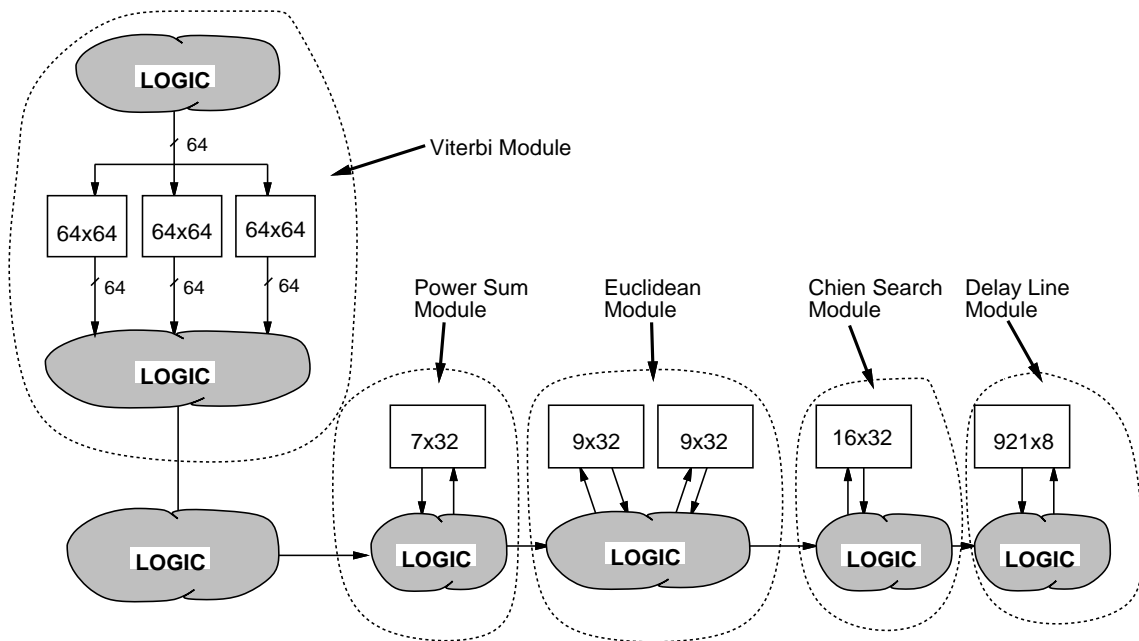 LOGIC
64
Viterbi Module
64x64
64x64
64x64
64
64
64
LOGIC
Power Sum
Module
Euclidean
Module
Chien Search
Module
Delay Line
Module
7x32
9x32
9x32
16x32
921x8
LOGIC
LOGIC
LOGIC
LOGIC
LOGIC